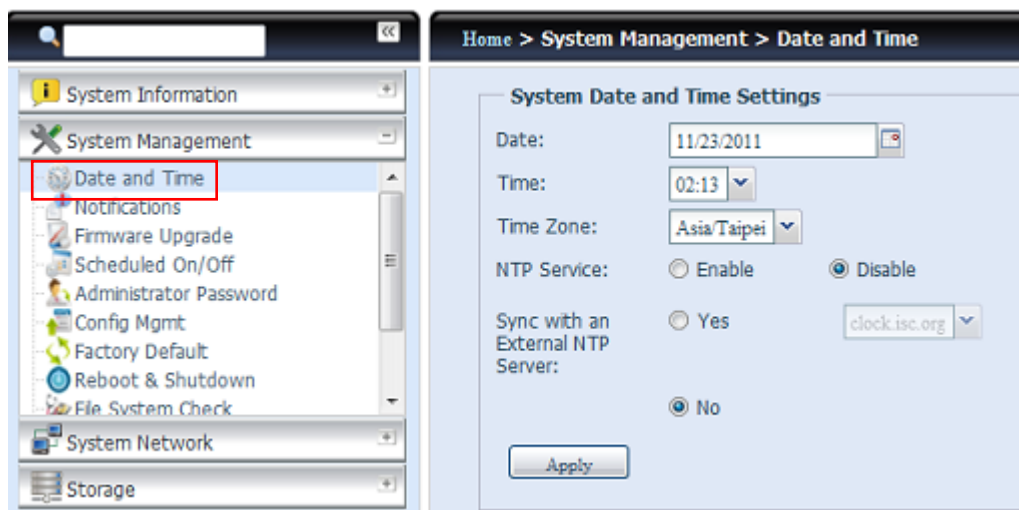 Home > System Management > Date and Time
System Information
System Management
Date and Time
Notifications
Firmware Upgrade
Scheduled On/Off
Administrator Password
Config Mgmt
Factory Default
Reboot & Shutdown
File System Check
System Network
Storage
System Date and Time Settings
Date: 11/23/2011
Time: 02:13
Time Zone: Asia/Taipei
NTP Service: Enable Disable
Sync with an Yes clock.isc.org
External NTP
Server:
No
Apply